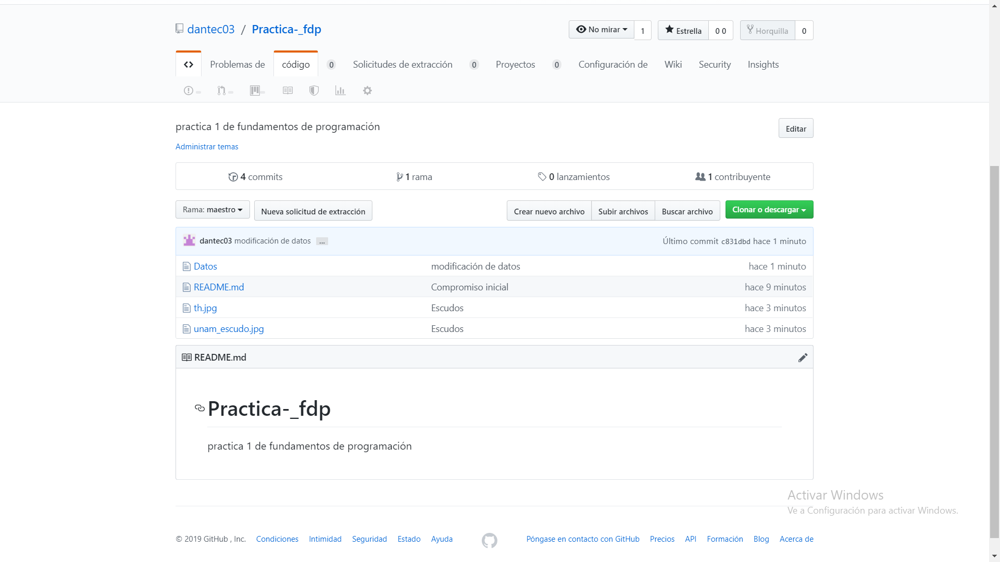 dantec03 / Practica-_fdp
No mirar 1 Estrella 0 0 Horquilla 0
Problemas de código 0 Solicitudes de extracción 0 Proyectos 0 Configuración de Wiki Security Insights
practica 1 de fundamentos de programación
Editar
Administrar temas
4 commits 1 rama 0 lanzamientos 1 contribuyente
Rama: maestro Nueva solicitud de extracción Crear nuevo archivo Subir archivos Buscar archivo Clonar o descargar
dantec03 modificación de datos ... Último commit c831dbd hace 1 minuto
Datos modificación de datos hace 1 minuto
README.md Compromiso inicial hace 9 minutos
th.jpg Escudos hace 3 minutos
unam_escudo.jpg Escudos hace 3 minutos
README.md
Practica-_fdp
practica 1 de fundamentos de programación
Activar Windows
Ve a Configuración para activar Windows.
© 2019 GitHub , Inc. Condiciones Intimidad Seguridad Estado Ayuda Póngase en contacto con GitHub Precios API Formación Blog Acerca de